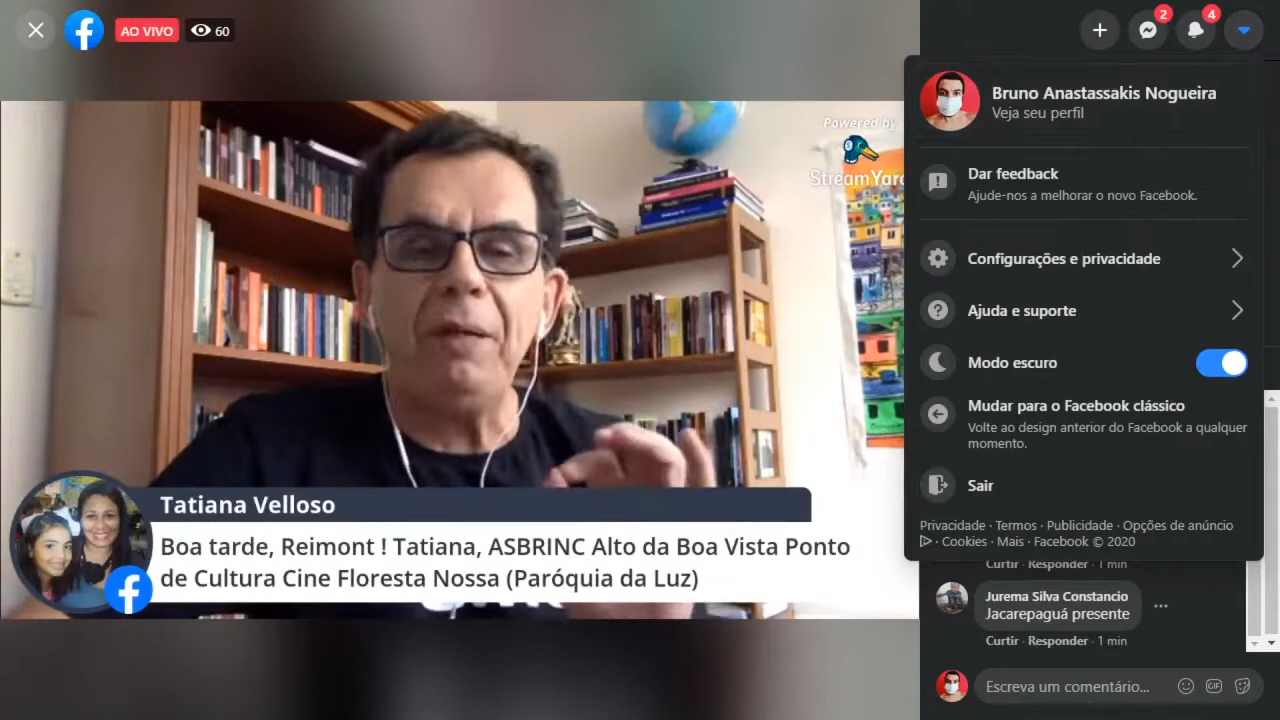 AO VIVO
60
2
4
Powered by
StreamYard
Tatiana Velloso
Boa tarde, Reimont ! Tatiana, ASBRINC Alto da Boa Vista Ponto
de Cultura Cine Floresta Nossa (Paróquia da Luz)
Bruno Anastassakis Nogueira
Veja seu perfil
Dar feedback
Ajude-nos a melhorar o novo Facebook.
Configurações e privacidade
Ajuda e suporte
Modo escuro
Mudar para o Facebook clássico
Volte ao design anterior do Facebook a qualquer
momento.
Sair
Privacidade · Termos · Publicidade · Opções de anúncio
· Cookies · Mais · Facebook © 2020
Curtir · Responder · 1 min
Jurema Silva Constancio
Jacarepaguá presente
Curtir · Responder · 1 min
Escreva um comentário...
GIF